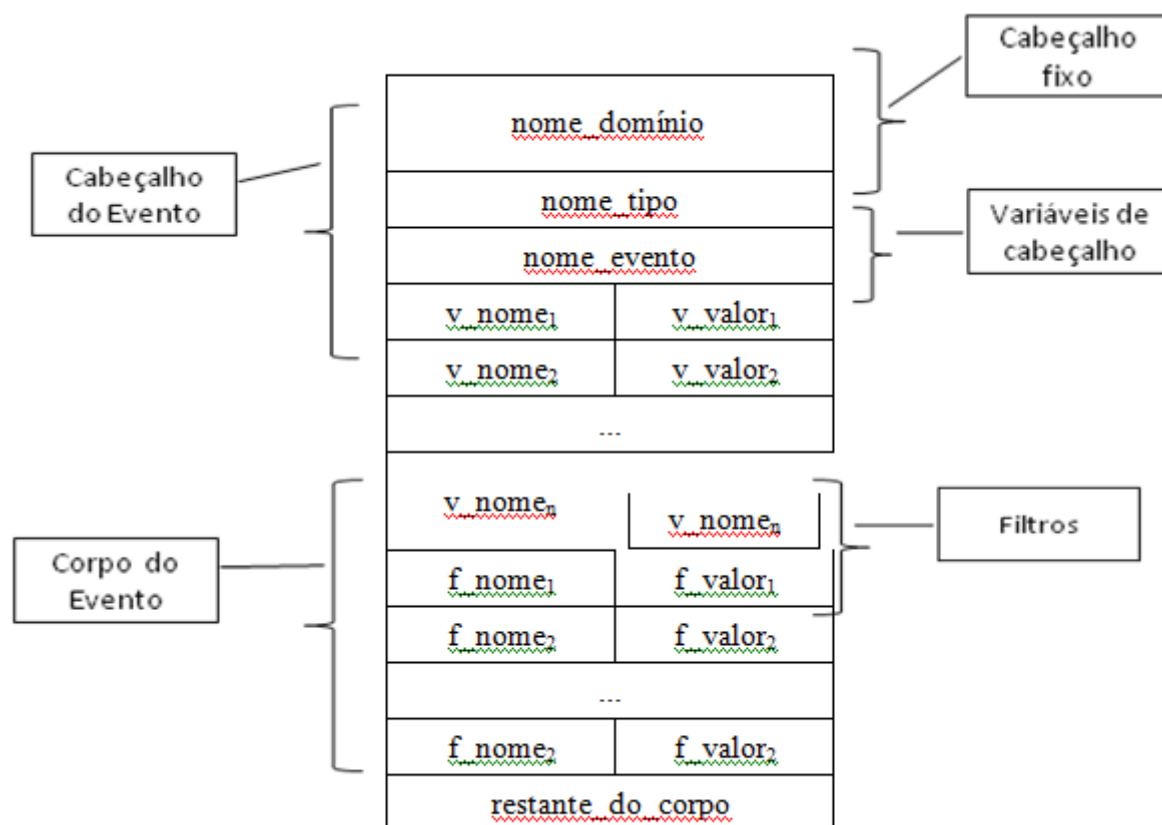 Cabeçalho
fixo
nome_domínio
Cabeçalho
do Evento
nome_tipo
Variáveis de
cabeçalho
nome_evento
v_nome₁ v_valor₁
v_nome₂ v_valor₂
...
v_nomeₙ v_nomeₙ
Filtros
Corpo do
Evento
f_nome₁ f_valor₁
f_nome₂ f_valor₂
...
f_nome₂ f_valor₂
restante_do_corpo